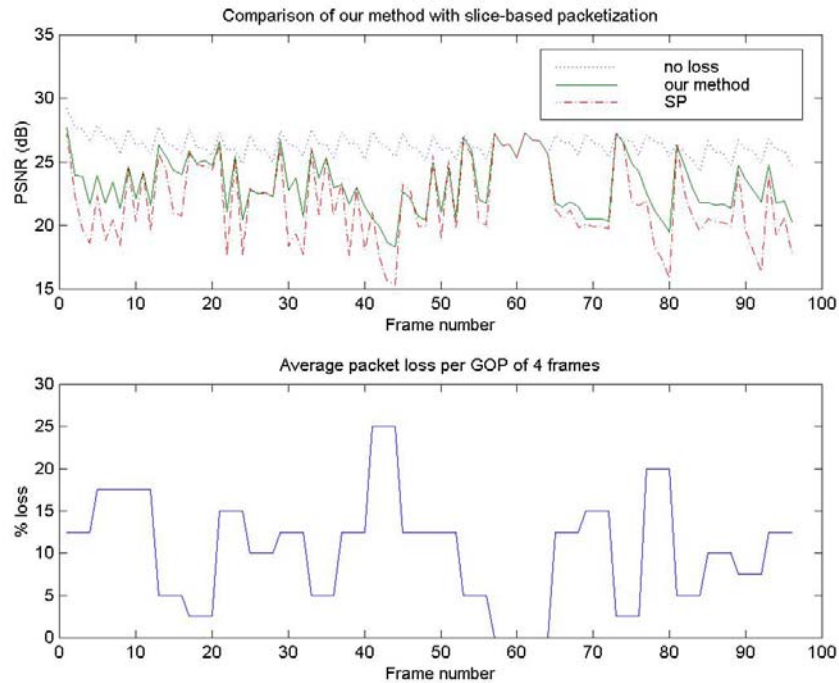 Comparison of our method with slice-based packetization
35
30
25
20
15
PSNR (dB)
no loss
our method
SP
0 10 20 30 40 50 60 70 80 90 100
Frame number
Average packet loss per GOP of 4 frames
30
25
20
15
10
5
0
% loss
0 10 20 30 40 50 60 70 80 90 100
Frame number